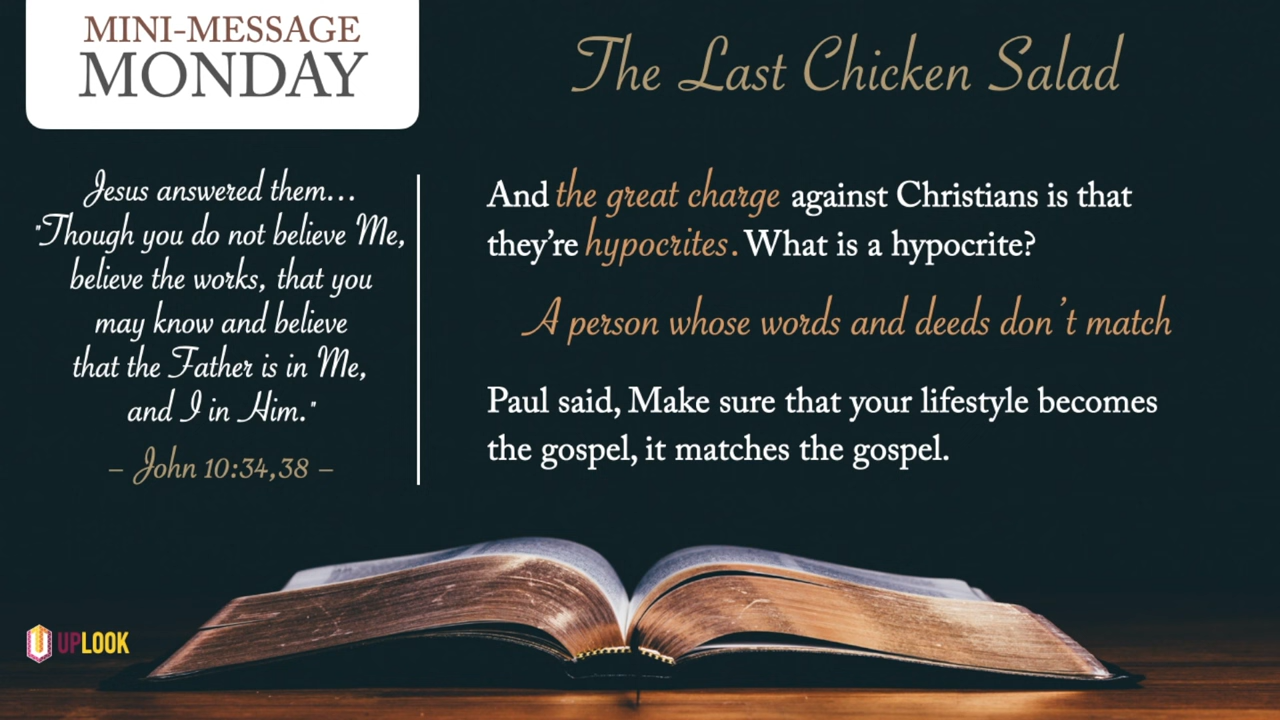 MINI-MESSAGE
MONDAY
The Last Chicken Salad
Jesus answered them...
"Though you do not believe Me,
believe the works, that you
may know and believe
that the Father is in Me,
and I in Him."
– John 10:34,38 –
And the great charge against Christians is that
they're hypocrites. What is a hypocrite?
A person whose words and deeds don't match
Paul said, Make sure that your lifestyle becomes
the gospel, it matches the gospel.
UPLOOK